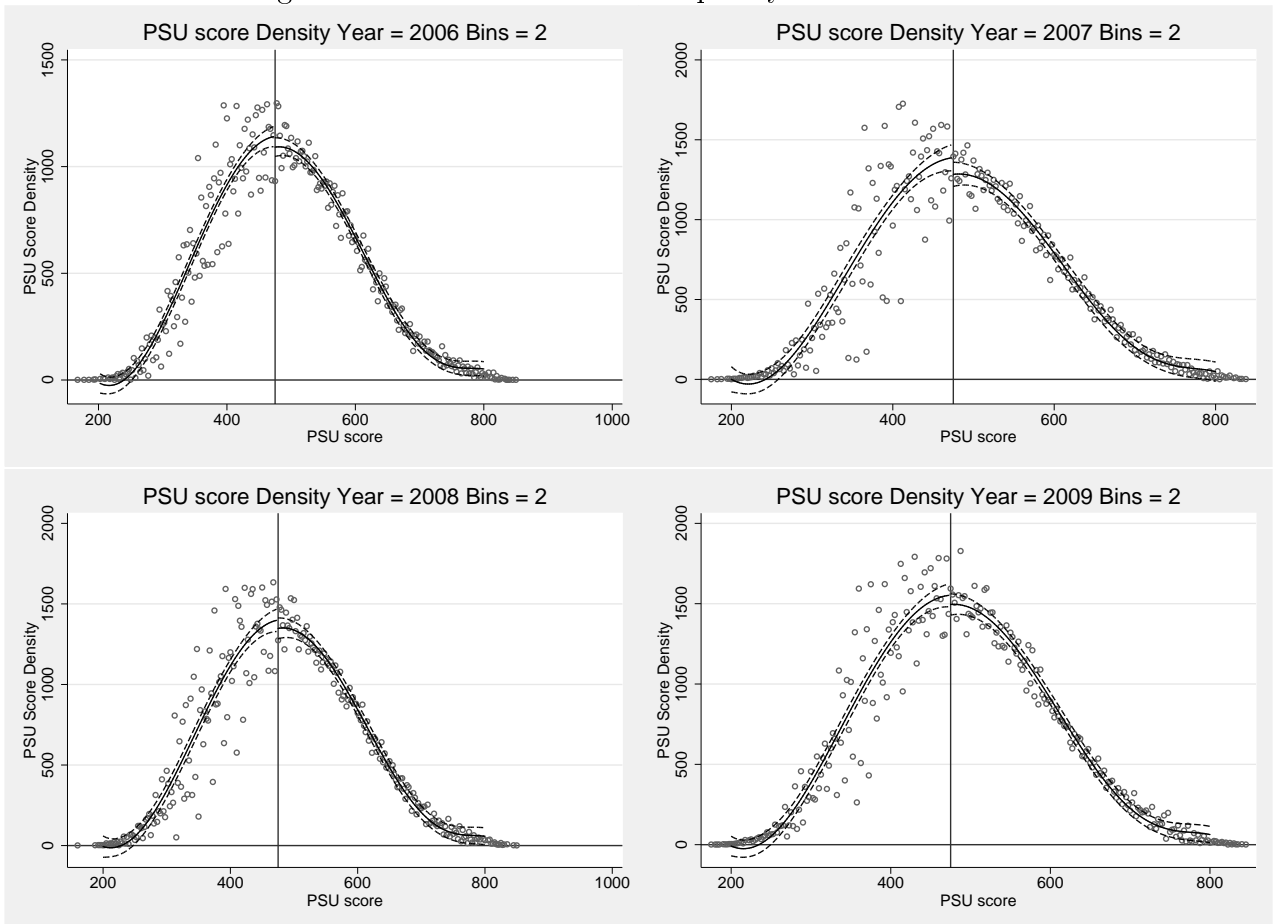 PSU score Density Year = 2006 Bins = 2
PSU Score Density
1500
1000
500
0
200 400 600 800 1000
PSU score
PSU score Density Year = 2007 Bins = 2
PSU Score Density
2000
1500
1000
500
0
200 400 600 800
PSU score
PSU score Density Year = 2008 Bins = 2
PSU Score Density
2000
1500
1000
500
0
200 400 600 800 1000
PSU score
PSU score Density Year = 2009 Bins = 2
PSU Score Density
2000
1500
1000
500
0
200 400 600 800
PSU score